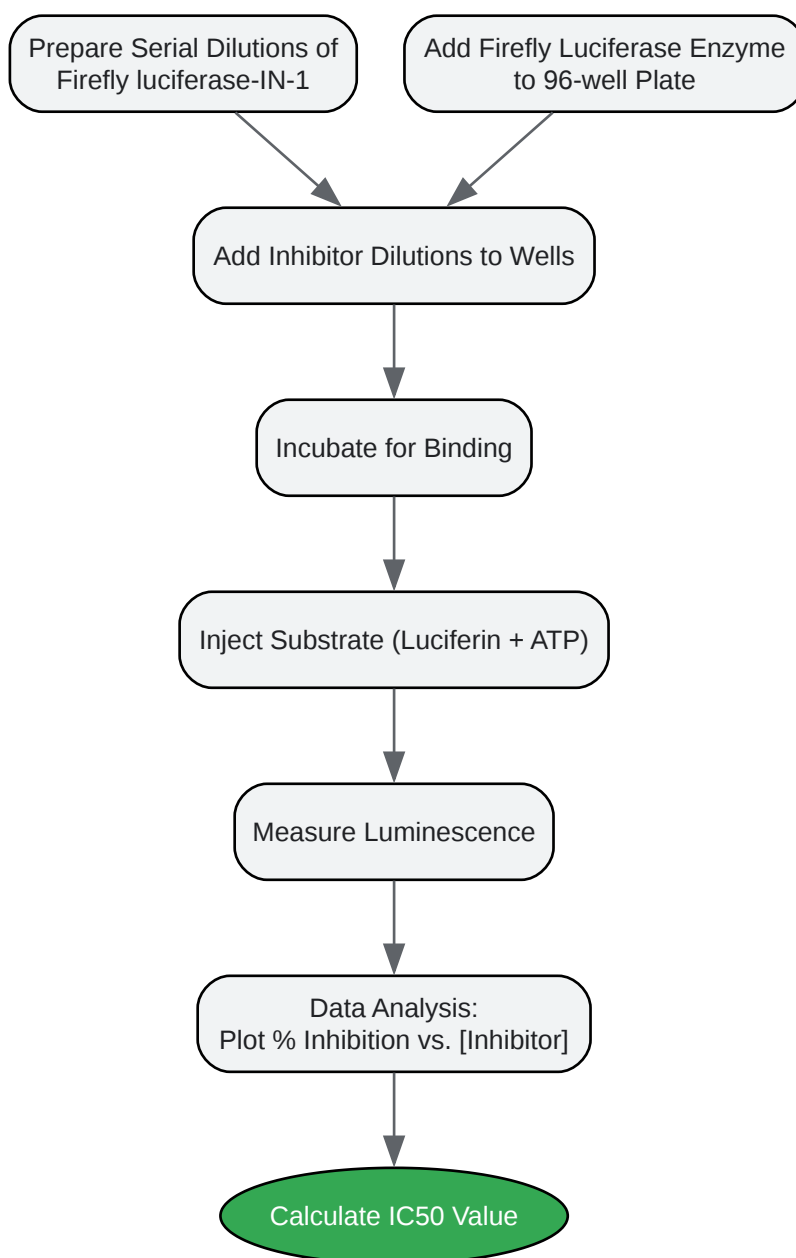 Prepare Serial Dilutions of
Firefly luciferase-IN-1
Add Firefly Luciferase Enzyme
to 96-well Plate
Add Inhibitor Dilutions to Wells
Incubate for Binding
Inject Substrate (Luciferin + ATP)
Measure Luminescence
Data Analysis:
Plot % Inhibition vs. [Inhibitor]
Calculate IC50 Value